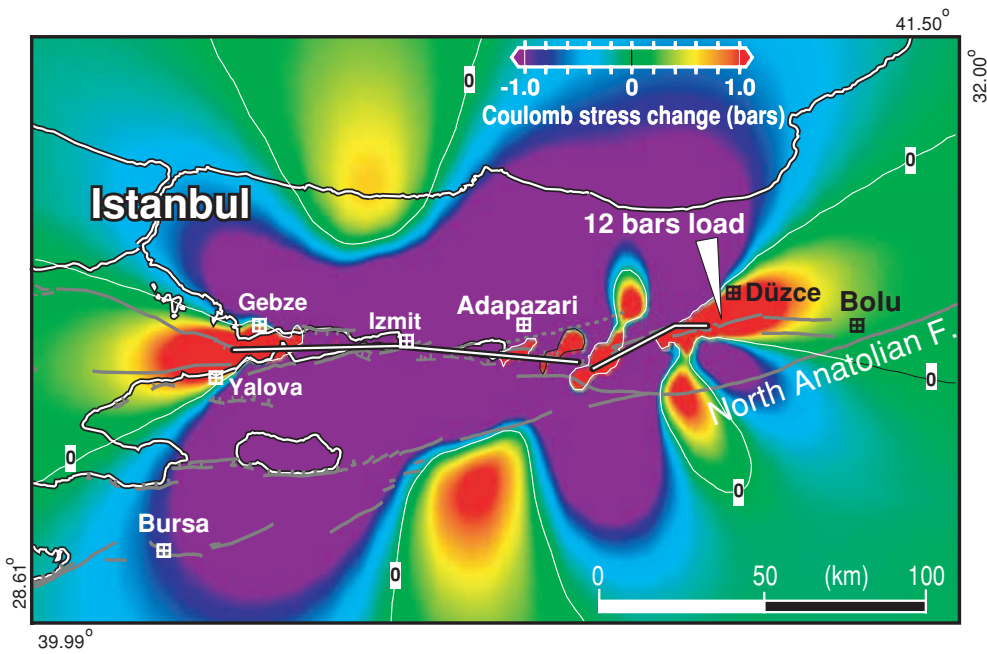 41.50°
32.00°
-1.0 0 1.0
Coulomb stress change (bars)
0
0
Istanbul
12 bars load
Gebze
Izmit
Adapazari
Düzce
Bolu
Yalova
North Anatolian F.
0
0
0
Bursa
0
0 50 (km) 100
28.61°
39.99°